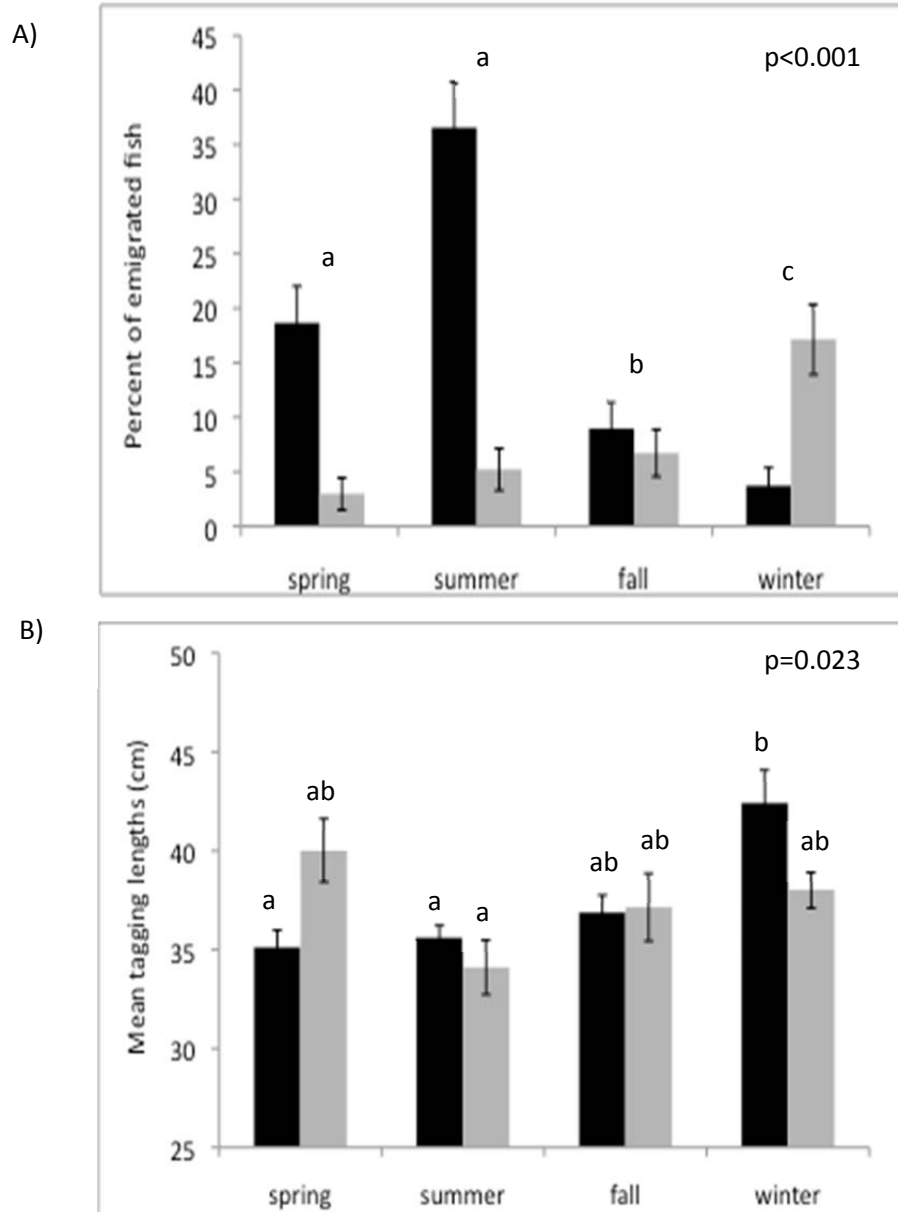 A)
p<0.001
Percent of emigrated fish
45
40
35
30
25
20
15
10
5
0
a
a
b
c
spring summer fall winter
B)
p=0.023
Mean tagging lengths (cm)
50
45
40
35
30
25
a
ab
a
a
ab
ab
b
ab
spring summer fall winter